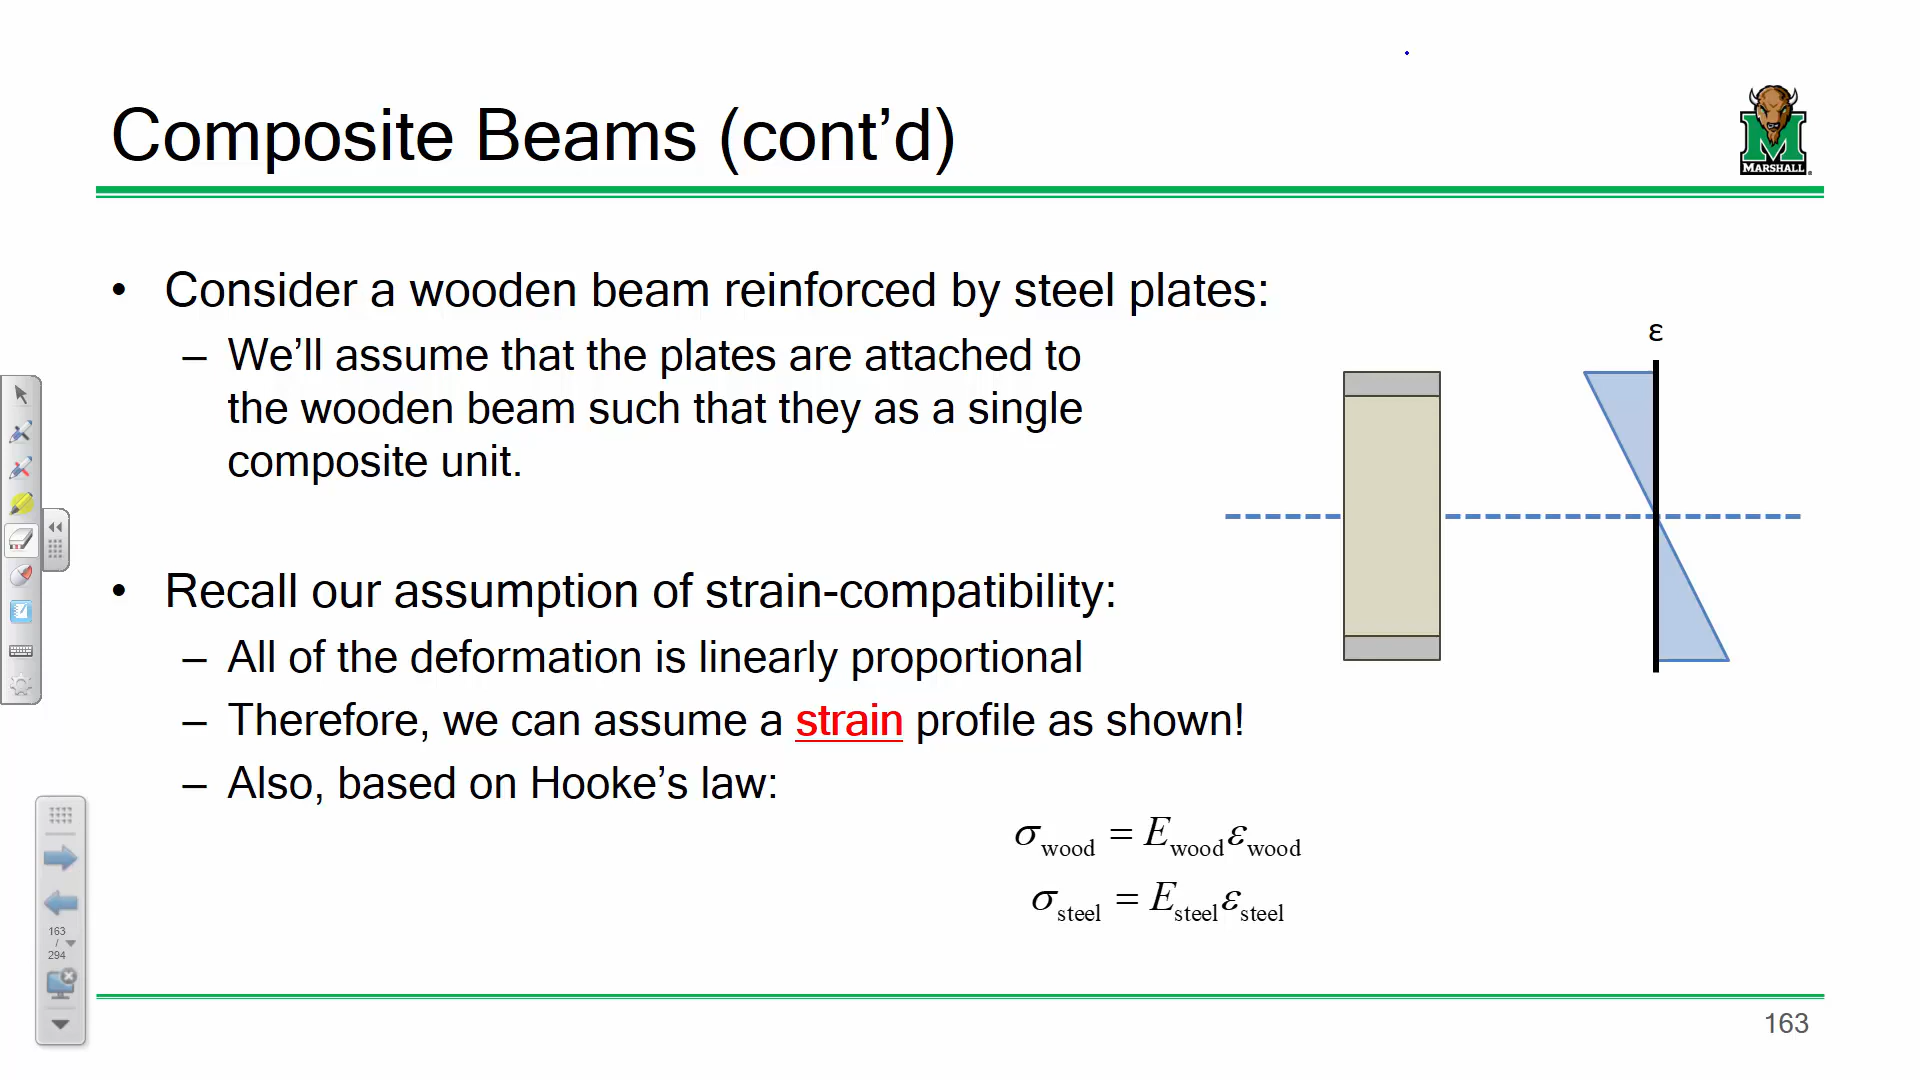 Composite Beams (cont’d)
MARSHALL
• Consider a wooden beam reinforced by steel plates:
– We’ll assume that the plates are attached to
the wooden beam such that they as a single
composite unit.
ε
• Recall our assumption of strain-compatibility:
– All of the deformation is linearly proportional
– Therefore, we can assume a strain profile as shown!
– Also, based on Hooke’s law:
σ_wood = E_wood ε_wood
σ_steel = E_steel ε_steel
163
/
294
163